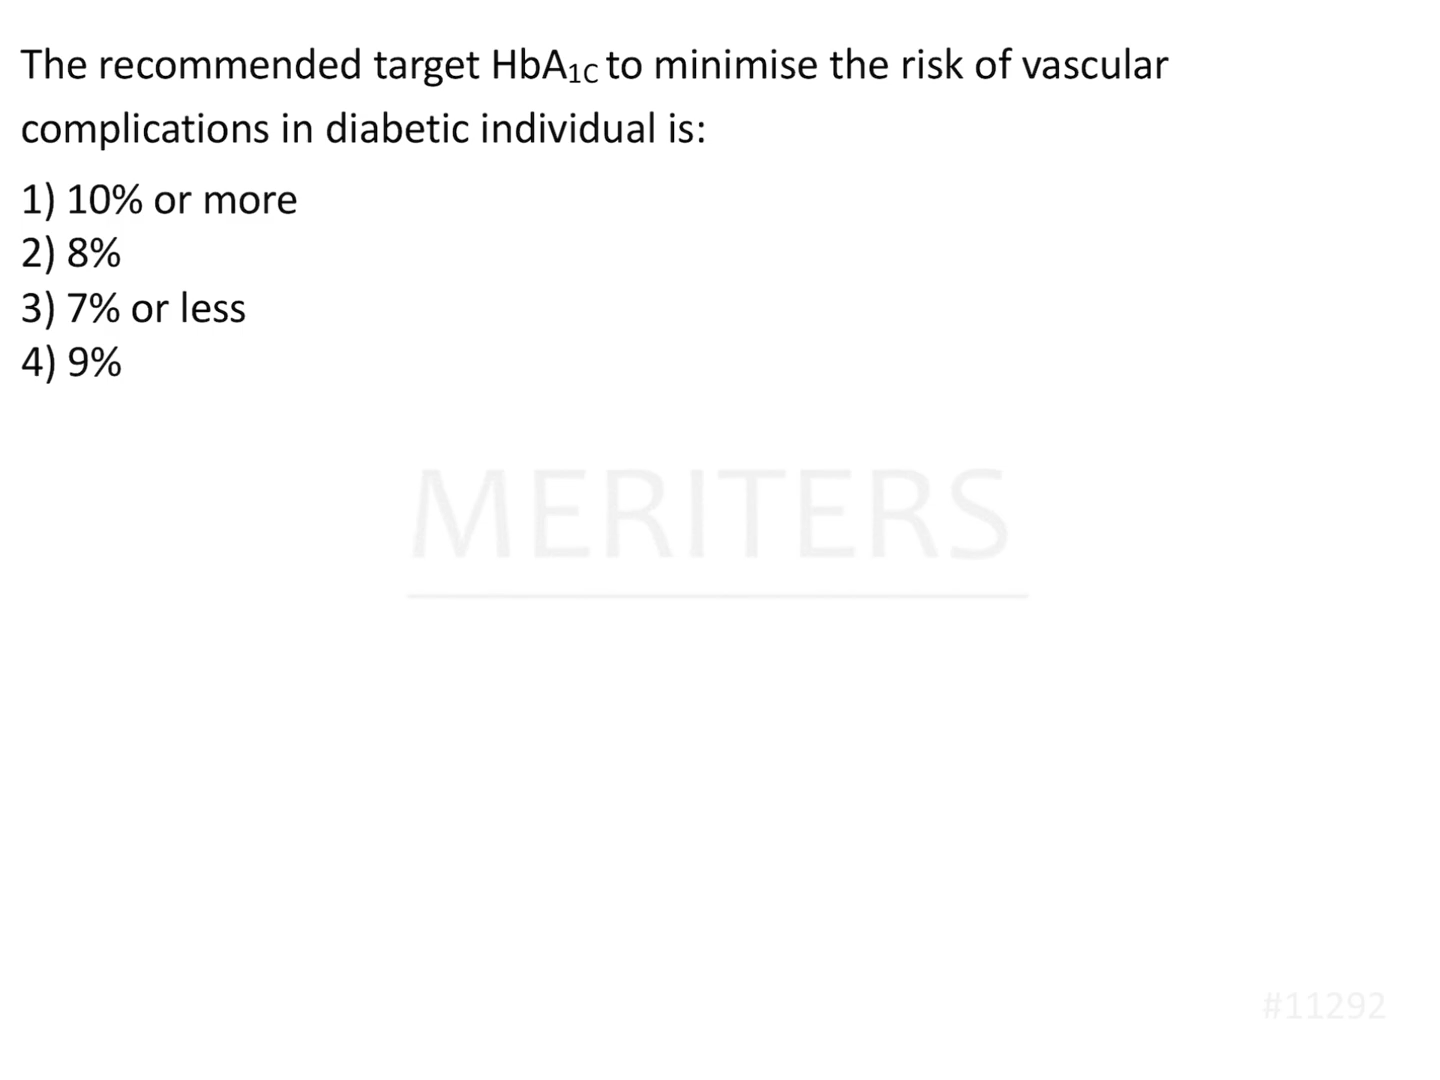 The recommended target HbA1C to minimise the risk of vascular
complications in diabetic individual is:
1) 10% or more
2) 8%
3) 7% or less
4) 9%
MERITERS
#11292